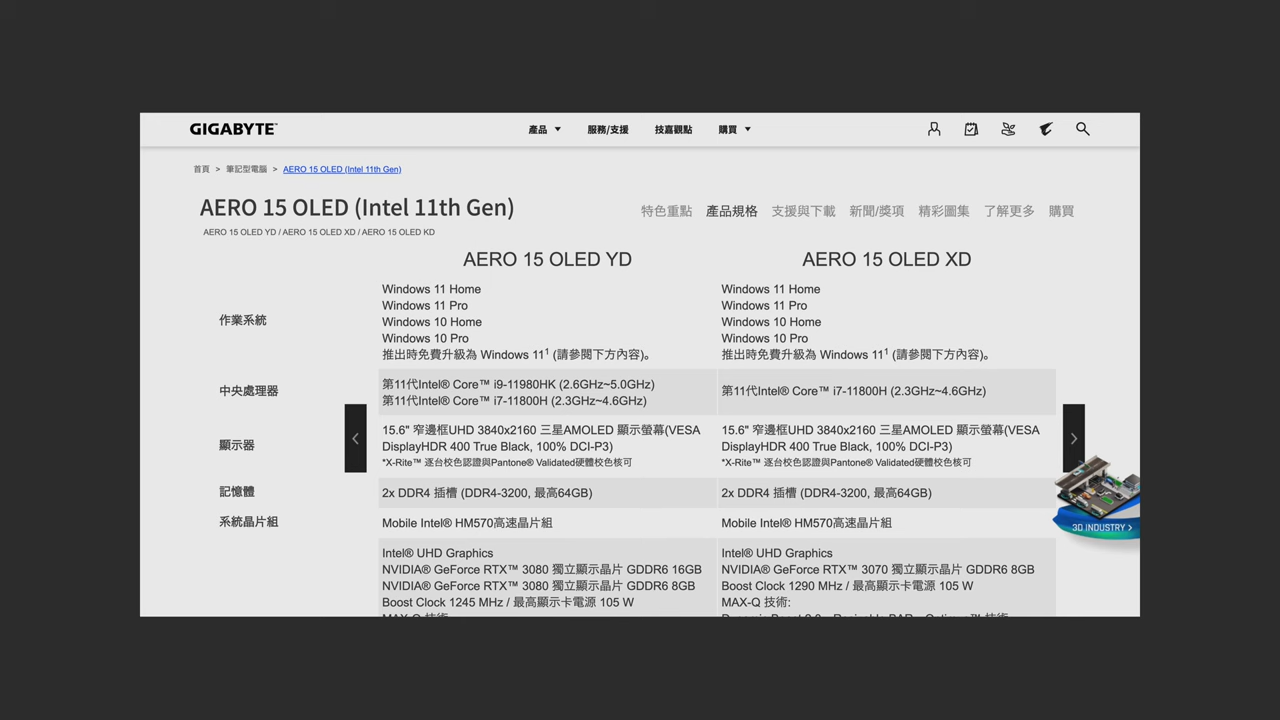 GIGABYTE™
產品 服務/支援 技嘉觀點 購買
首頁 > 筆記型電腦 > AERO 15 OLED (Intel 11th Gen)
AERO 15 OLED (Intel 11th Gen)
特色重點 產品規格 支援與下載 新聞/獎項 精彩圖集 了解更多 購買
AERO 15 OLED YD / AERO 15 OLED XD / AERO 15 OLED KD
AERO 15 OLED YD AERO 15 OLED XD
作業系統
Windows 11 Home
Windows 11 Pro
Windows 10 Home
Windows 10 Pro
推出時免費升級為 Windows 11¹ (請參閱下方內容)。
Windows 11 Home
Windows 11 Pro
Windows 10 Home
Windows 10 Pro
推出時免費升級為 Windows 11¹ (請參閱下方內容)。
中央處理器
第11代Intel® Core™ i9-11980HK (2.6GHz~5.0GHz)
第11代Intel® Core™ i7-11800H (2.3GHz~4.6GHz)
第11代Intel® Core™ i7-11800H (2.3GHz~4.6GHz)
顯示器
15.6" 窄邊框UHD 3840x2160 三星AMOLED 顯示螢幕(VESA
DisplayHDR 400 True Black, 100% DCI-P3)
*X-Rite™ 逐台校色認證與Pantone® Validated硬體校色核可
15.6" 窄邊框UHD 3840x2160 三星AMOLED 顯示螢幕(VESA
DisplayHDR 400 True Black, 100% DCI-P3)
*X-Rite™ 逐台校色認證與Pantone® Validated硬體校色核可
記憶體
2x DDR4 插槽 (DDR4-3200, 最高64GB)
2x DDR4 插槽 (DDR4-3200, 最高64GB)
系統晶片組
Mobile Intel® HM570高速晶片組
Mobile Intel® HM570高速晶片組
Intel® UHD Graphics
NVIDIA® GeForce RTX™ 3080 獨立顯示晶片 GDDR6 16GB
NVIDIA® GeForce RTX™ 3080 獨立顯示晶片 GDDR6 8GB
Boost Clock 1245 MHz / 最高顯示卡電源 105 W
Intel® UHD Graphics
NVIDIA® GeForce RTX™ 3070 獨立顯示晶片 GDDR6 8GB
Boost Clock 1290 MHz / 最高顯示卡電源 105 W
MAX-Q 技術:
3D INDUSTRY >